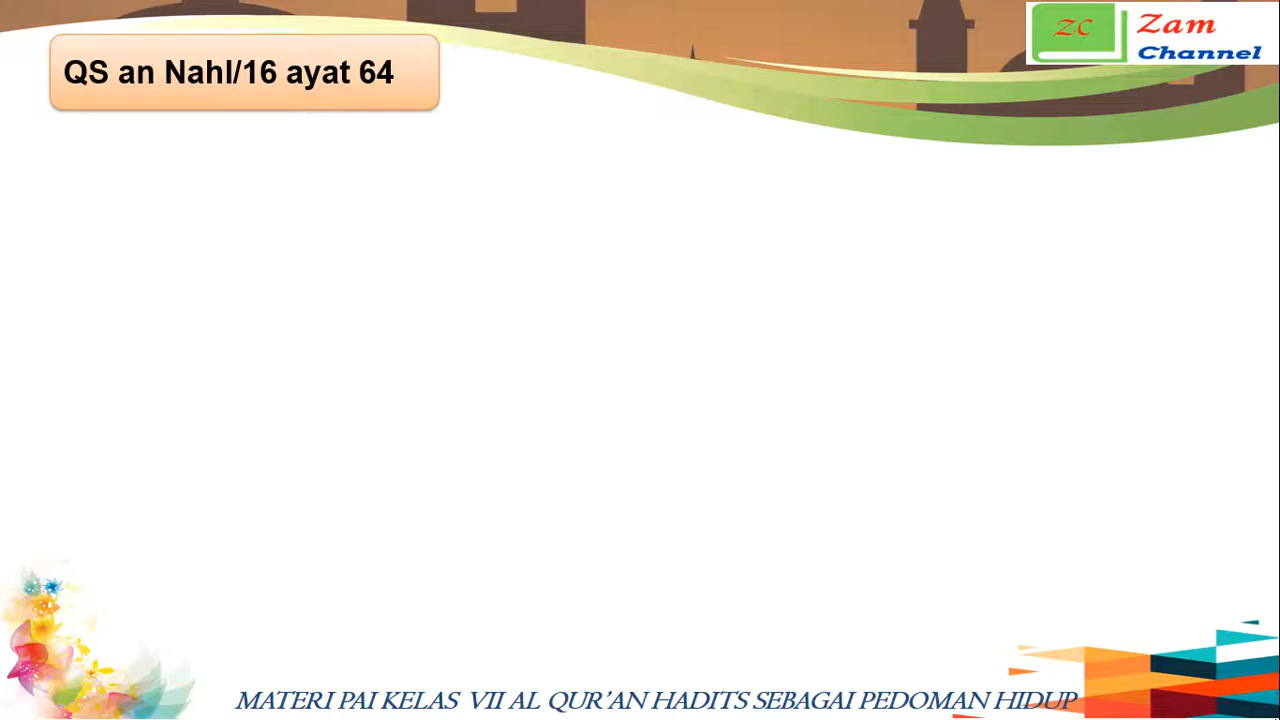 ZC
Zam
Channel
QS an Nahl/16 ayat 64
MATERI PAI KELAS VII AL QUR'AN HADITS SEBAGAI PEDOMAN HIDUP